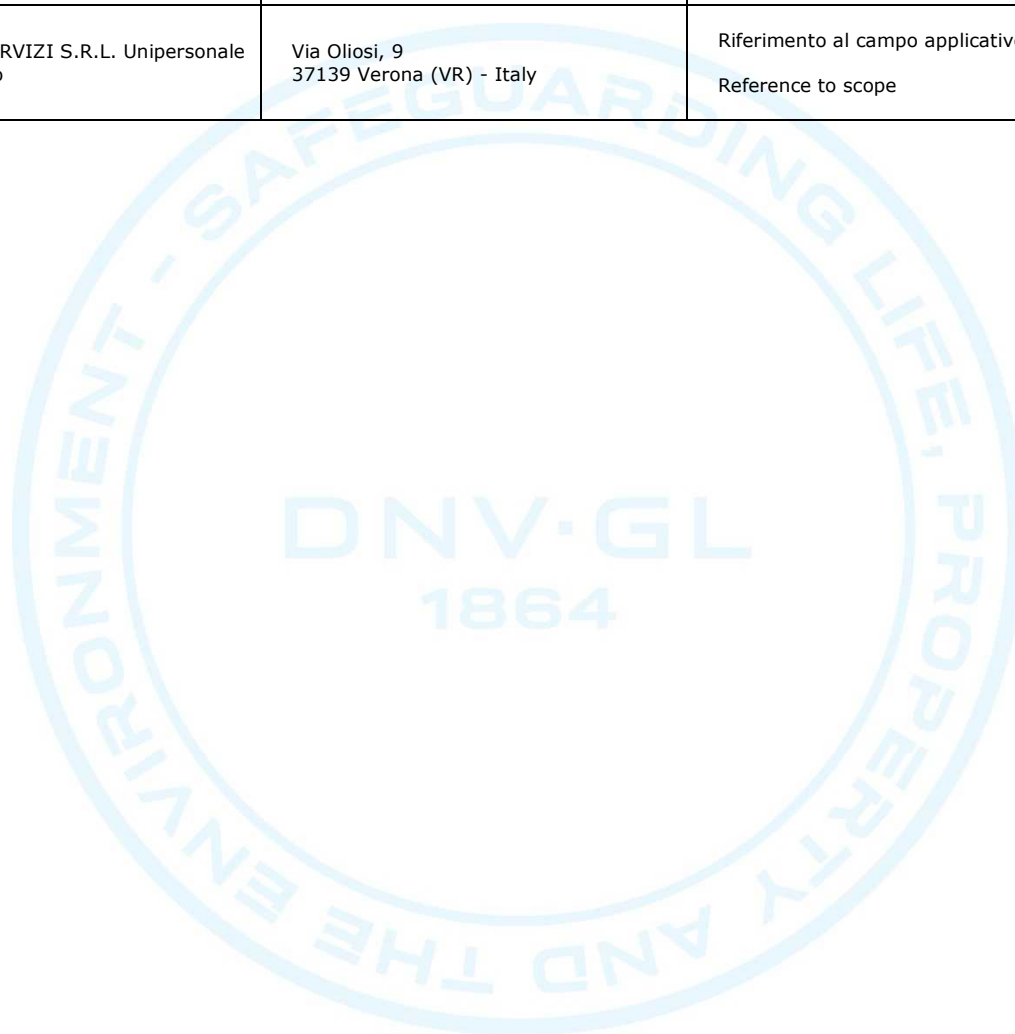 RVIZI S.R.L. Unipersonale
Via Oliosi, 9
37139 Verona (VR) - Italy
Riferimento al campo applicativ
Reference to scope
SAFEGUARDING LIFE, PROPERTY AND THE ENVIRONMENT -
DNV·GL
1864